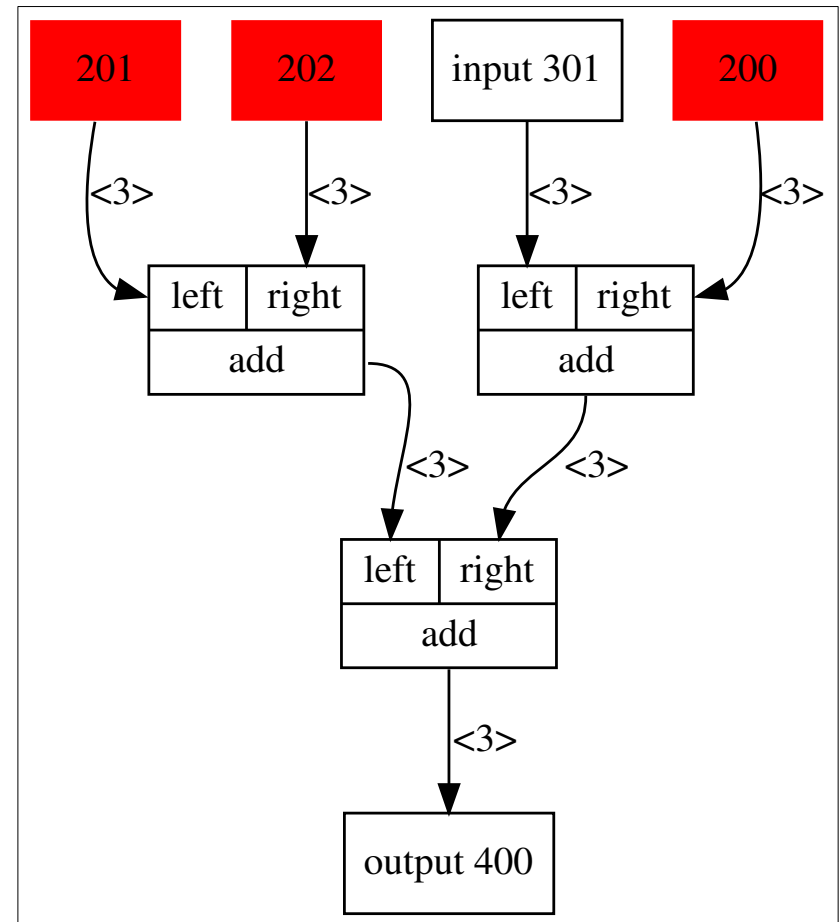 201
202
input 301
200
<3>
<3>
<3>
<3>
left
right
left
right
add
add
<3>
<3>
left
right
add
<3>
output 400